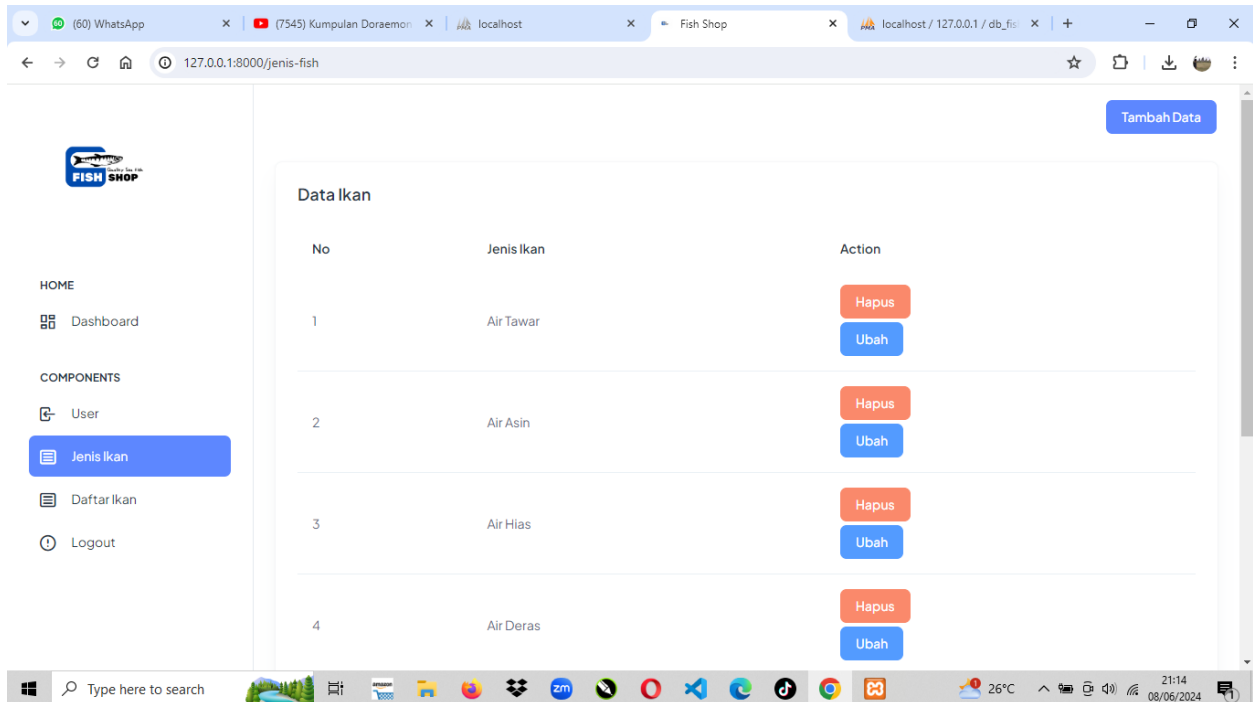 (60) WhatsApp
(7545) Kumpulan Doraemon
localhost
Fish Shop
localhost / 127.0.0.1 / db_fis
127.0.0.1:8000/jenis-fish
Tambah Data
FISH SHOP
Data Ikan
No Jenis Ikan Action
HOME
Dashboard
COMPONENTS
User
Jenis Ikan
Daftar Ikan
Logout
1 Air Tawar Hapus
Ubah
2 Air Asin Hapus
Ubah
3 Air Hias Hapus
Ubah
4 Air Deras Hapus
Ubah
Type here to search
26°C
21:14
08/06/2024